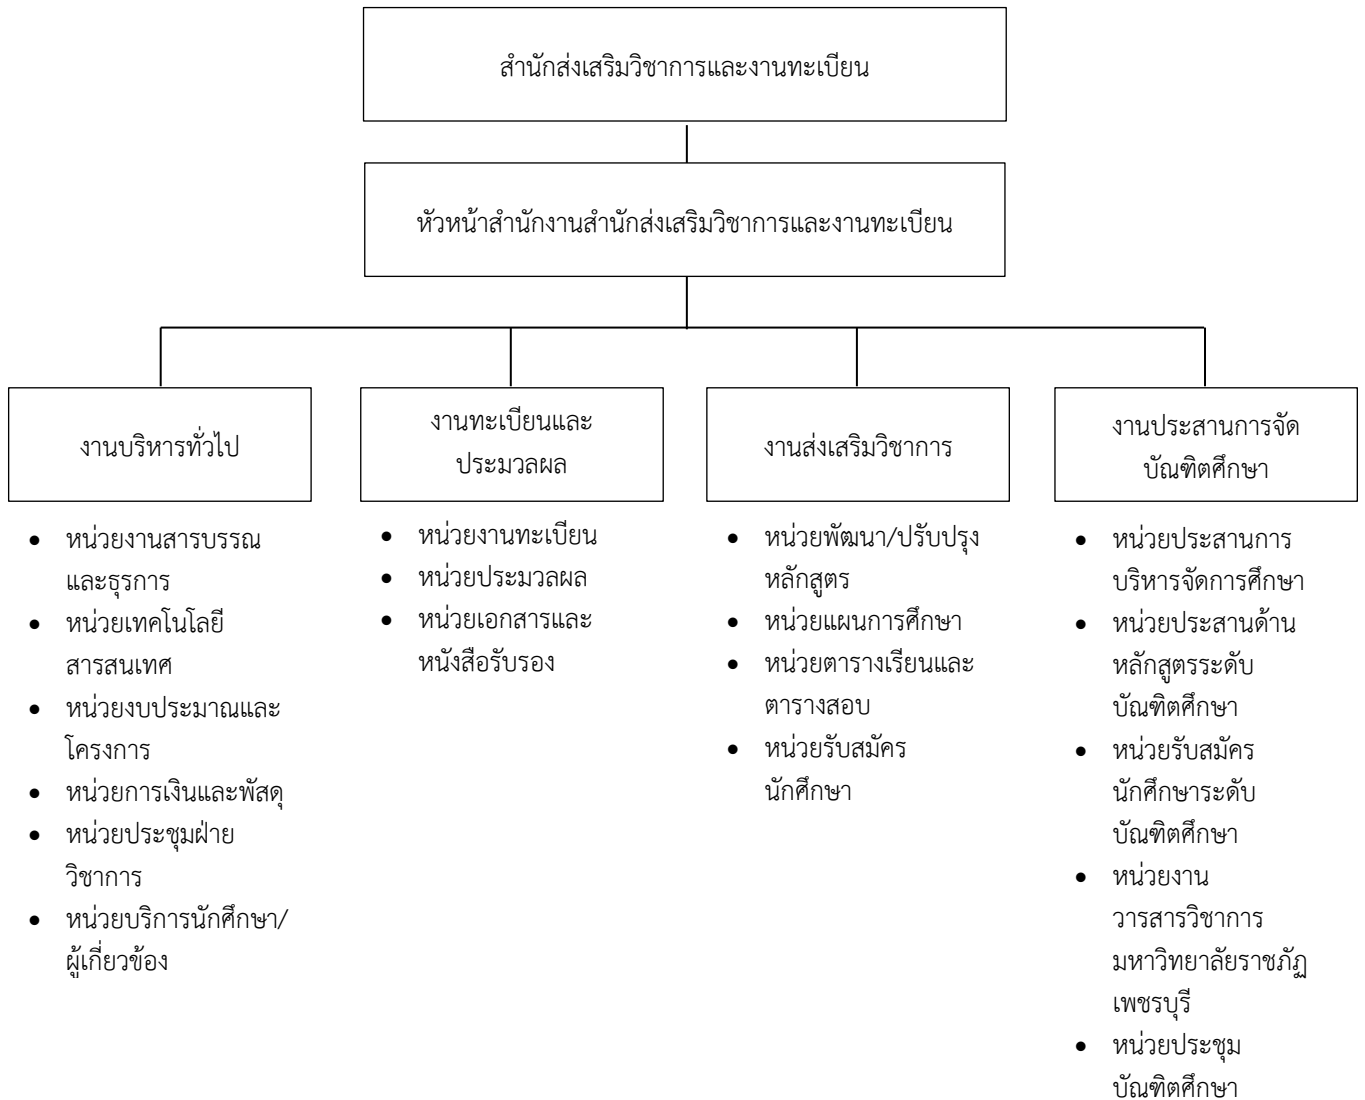 สำนักส่งเสริมวิชาการและงานทะเบียน
หัวหน้าสำนักงานสำนักส่งเสริมวิชาการและงานทะเบียน
งานบริหารทั่วไป
• หน่วยงานสารบรรณ
และธุรการ
• หน่วยเทคโนโลยี
สารสนเทศ
• หน่วยงบประมาณและ
โครงการ
• หน่วยการเงินและพัสดุ
• หน่วยประชุมฝ่าย
วิชาการ
• หน่วยบริการนักศึกษา/
ผู้เกี่ยวข้อง
งานทะเบียนและ
ประมวลผล
• หน่วยงานทะเบียน
• หน่วยประมวลผล
• หน่วยเอกสารและ
หนังสือรับรอง
งานส่งเสริมวิชาการ
• หน่วยพัฒนา/ปรับปรุง
หลักสูตร
• หน่วยแผนการศึกษา
• หน่วยตารางเรียนและ
ตารางสอบ
• หน่วยรับสมัคร
นักศึกษา
งานประสานการจัด
บัณฑิตศึกษา
• หน่วยประสานการ
บริหารจัดการศึกษา
• หน่วยประสานด้าน
หลักสูตรระดับ
บัณฑิตศึกษา
• หน่วยรับสมัคร
นักศึกษาระดับ
บัณฑิตศึกษา
• หน่วยงาน
วารสารวิชาการ
มหาวิทยาลัยราชภัฏ
เพชรบุรี
• หน่วยประชุม
บัณฑิตศึกษา